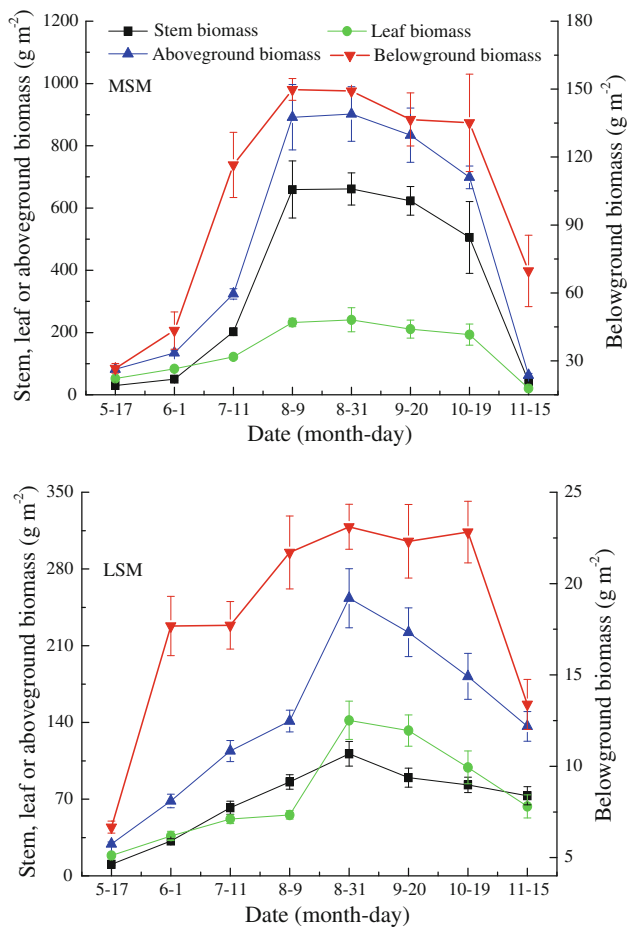 Stem biomass
Leaf biomass
Aboveground biomass
Belowground biomass
MSM
Stem, leaf or aboveground biomass (g m-2)
1200
1000
800
600
400
200
0
Belowground biomass (g m-2)
180
150
120
90
60
30
5-17 6-1 7-11 8-9 8-31 9-20 10-19 11-15
Date (month-day)
LSM
Stem, leaf or aboveground biomass (g m-2)
350
280
210
140
70
0
Belowground biomass (g m-2)
25
20
15
10
5
5-17 6-1 7-11 8-9 8-31 9-20 10-19 11-15
Date (month-day)